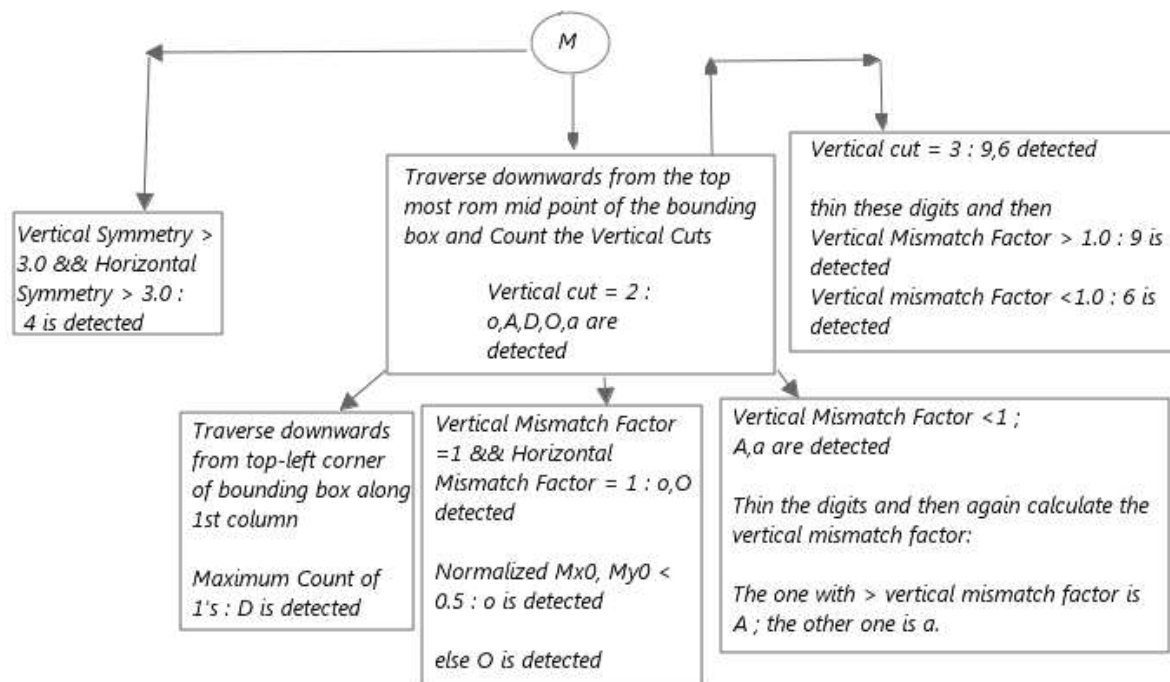 M
Vertical Symmetry >
3.0 && Horizontal
Symmetry > 3.0 :
4 is detected
Traverse downwards from the top
most rom mid point of the bounding
box and Count the Vertical Cuts
Vertical cut = 2 :
o,A,D,O,a are
detected
Vertical cut = 3 : 9,6 detected
thin these digits and then
Vertical Mismatch Factor > 1.0 : 9 is
detected
Vertical mismatch Factor <1.0 : 6 is
detected
Traverse downwards
from top-left corner
of bounding box along
1st column
Maximum Count of
1's : D is detected
Vertical Mismatch Factor
=1 && Horizontal
Mismatch Factor = 1 : o,O
detected
Normalized Mx0, My0 <
0.5 : o is detected
else O is detected
Vertical Mismatch Factor <1 ;
A,a are detected
Thin the digits and then again calculate the
vertical mismatch factor:
The one with > vertical mismatch factor is
A ; the other one is a.